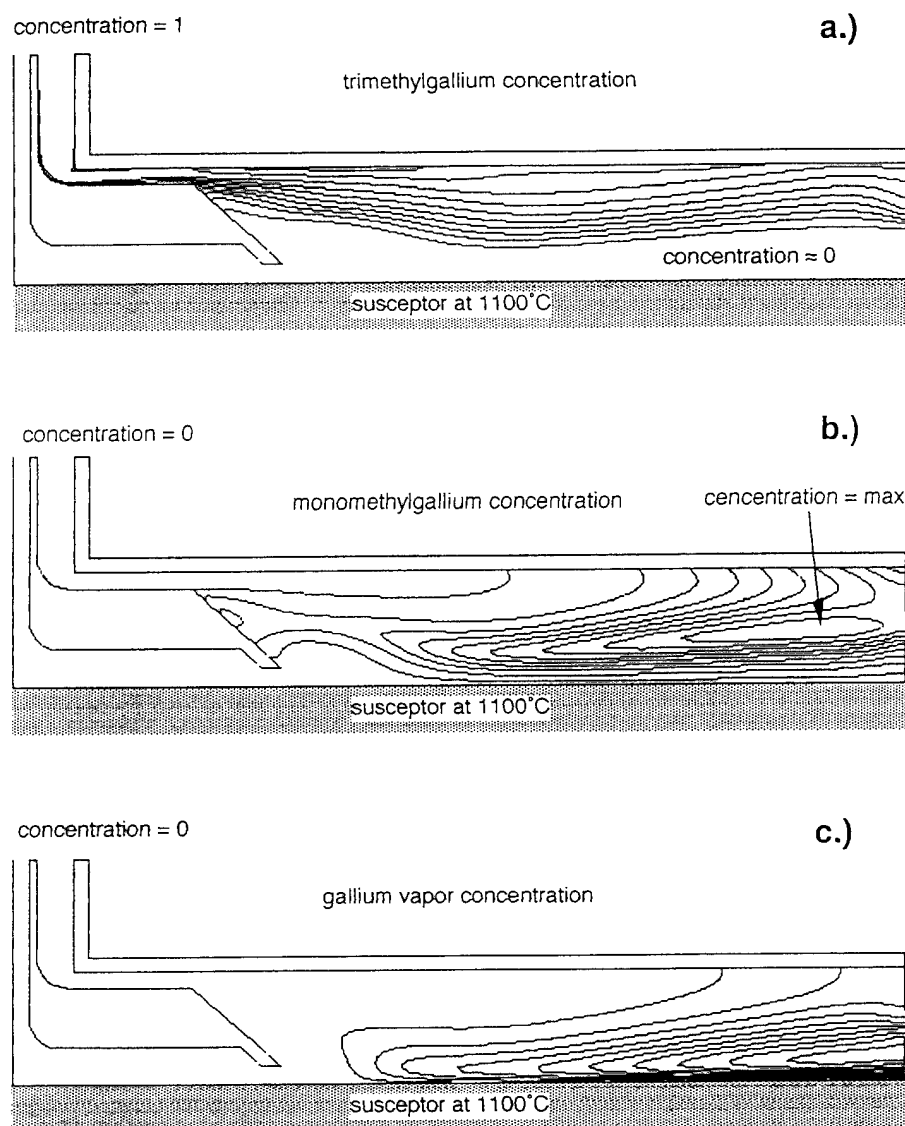 concentration = 1
a.)
trimethylgallium concentration
concentration ≈ 0
susceptor at 1100˚C
concentration = 0
b.)
monomethylgallium concentration
cencentration = max
susceptor at 1100˚C
concentration = 0
c.)
gallium vapor concentration
susceptor at 1100˚C